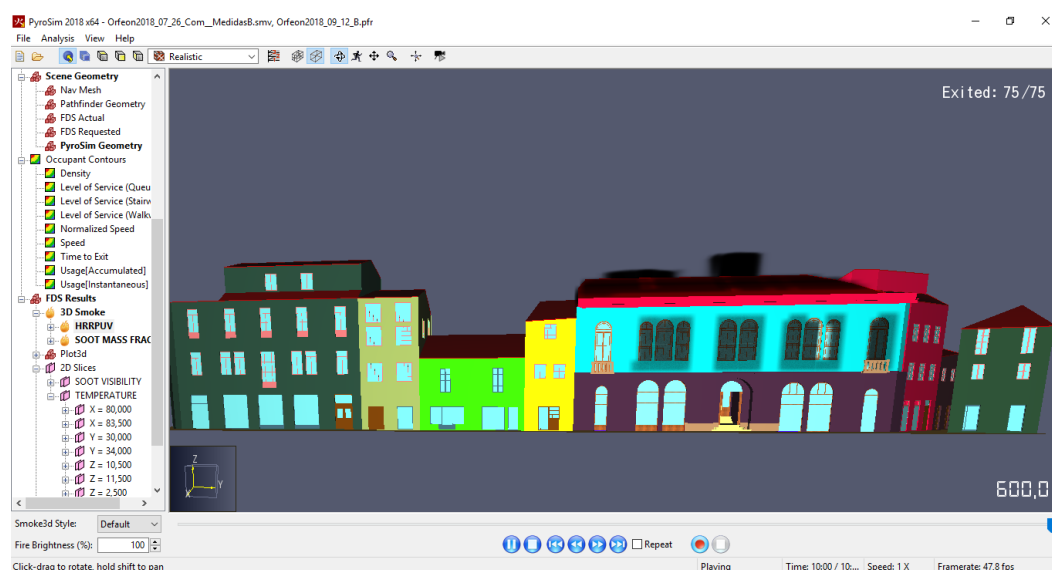 PyroSim 2018 x64 - Orfeon2018_07_26_Com__MedidasB.smv, Orfeon2018_09_12_B.pfr
File Analysis View Help
Realistic
Scene Geometry
Nav Mesh
Pathfinder Geometry
FDS Actual
FDS Requested
PyroSim Geometry
Occupant Contours
Density
Level of Service (Queu
Level of Service (Stairw
Level of Service (Walkv
Normalized Speed
Speed
Time to Exit
Usage[Accumulated]
Usage[Instantaneous]
FDS Results
3D Smoke
HRRPUV
SOOT MASS FRAC
Plot3d
2D Slices
SOOT VISIBILITY
TEMPERATURE
X = 80,000
X = 83,500
Y = 30,000
Y = 34,000
Z = 10,500
Z = 11,500
Z = 2,500
Exited: 75/75
Z
Y
X
600,0
Smoke3d Style: Default
Fire Brightness (%): 100
Repeat
Click-drag to rotate, hold shift to pan
Playing Time: 10:00 / 10:... Speed: 1 X Framerate: 47.8 fps